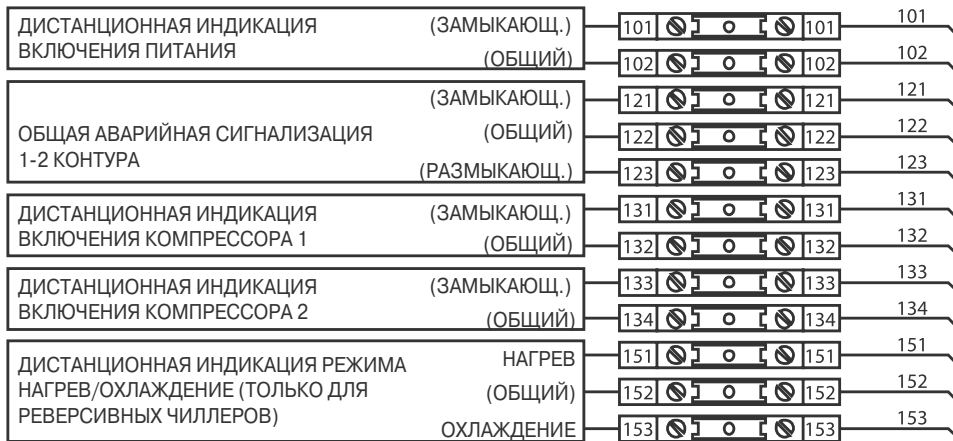 ДИСТАНЦИОННАЯ ИНДИКАЦИЯ (ЗАМЫКАЮЩ.) 101 101 101
ВКЛЮЧЕНИЯ ПИТАНИЯ (ОБЩИЙ) 102 102 102
(ЗАМЫКАЮЩ.) 121 121 121
ОБЩАЯ АВАРИЙНАЯ СИГНАЛИЗАЦИЯ (ОБЩИЙ) 122 122 122
1-2 КОНТУРА (РАЗМЫКАЮЩ.) 123 123 123
ДИСТАНЦИОННАЯ ИНДИКАЦИЯ (ЗАМЫКАЮЩ.) 131 131 131
ВКЛЮЧЕНИЯ КОМПРЕССОРА 1 (ОБЩИЙ) 132 132 132
ДИСТАНЦИОННАЯ ИНДИКАЦИЯ (ЗАМЫКАЮЩ.) 133 133 133
ВКЛЮЧЕНИЯ КОМПРЕССОРА 2 (ОБЩИЙ) 134 134 134
ДИСТАНЦИОННАЯ ИНДИКАЦИЯ РЕЖИМА НАГРЕВ 151 151 151
НАГРЕВ/ОХЛАЖДЕНИЕ (ТОЛЬКО ДЛЯ (ОБЩИЙ) 152 152 152
РЕВЕРСИВНЫХ ЧИЛЛЕРОВ) ОХЛАЖДЕНИЕ 153 153 153